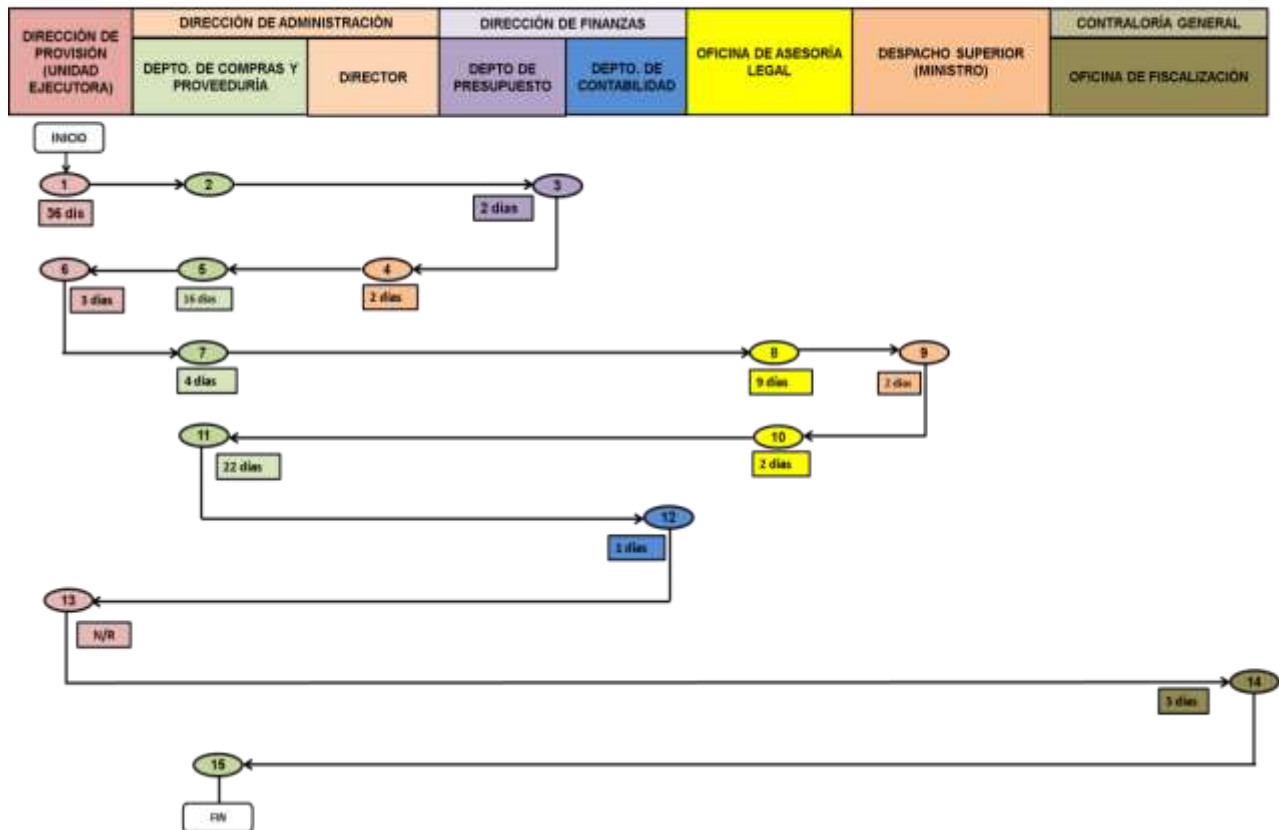 DIRECCIÓN DE
PROVISIÓN
(UNIDAD
EJECUTORA)
DIRECCIÓN DE ADMINISTRACIÓN
DEPTO. DE COMPRAS Y
PROVEEDURÍA
DIRECTOR
DIRECCIÓN DE FINANZAS
DEPTO DE
PRESUPUESTO
DEPTO. DE
CONTABILIDAD
OFICINA DE ASESORÍA
LEGAL
DESPACHO SUPERIOR
(MINISTRO)
CONTRALORÍA GENERAL
OFICINA DE FISCALIZACIÓN
INICIO
1
2
3
36 día
2 días
6
5
4
3 días
16 días
2 días
7
8
9
4 días
9 días
2 días
11
10
22 días
2 días
12
1 días
13
N/R
14
3 días
15
FIN